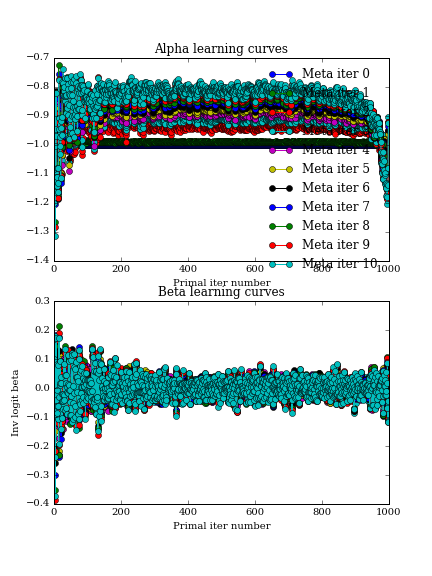 Alpha learning curves
−0.7
−0.8
−0.9
−1.0
−1.1
−1.2
−1.3
−1.4
Meta iter 0
Meta iter 1
Meta iter 4
Meta iter 5
Meta iter 6
Meta iter 7
Meta iter 8
Meta iter 9
Meta iter 10
0 200 400 600 800 1000
Primal iter number
Beta learning curves
Inv logit beta
0.3
0.2
0.1
0.0
−0.1
−0.2
−0.3
−0.4
0 200 400 600 800 1000
Primal iter number